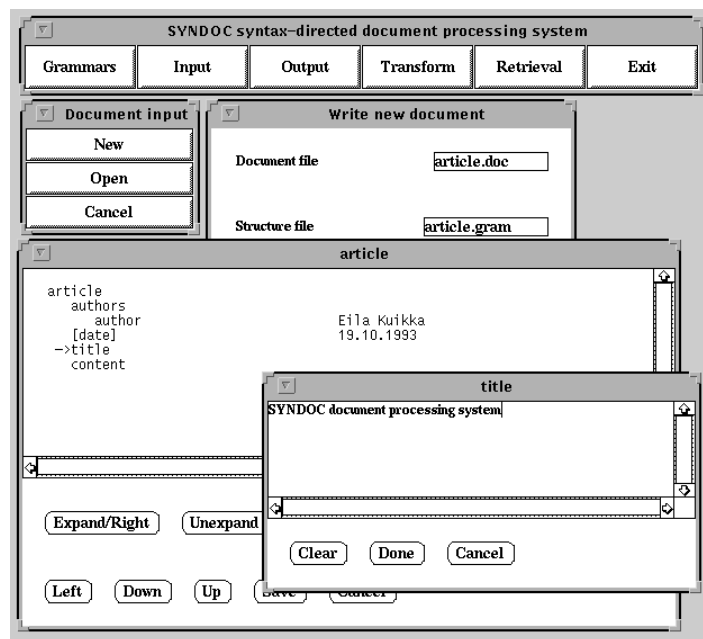 SYNDOC syntax-directed document processing system
Grammars Input Output Transform Retrieval Exit
Document input
New
Open
Cancel
Write new document
Document file article.doc
Structure file article.gram
article
article
authors
author Eila Kuikka
[date] 19.10.1993
->title
content
title
SYNDOC document processing system
Clear Done Cancel
Expand/Right Unexpand
Left Down Up Save Cancel